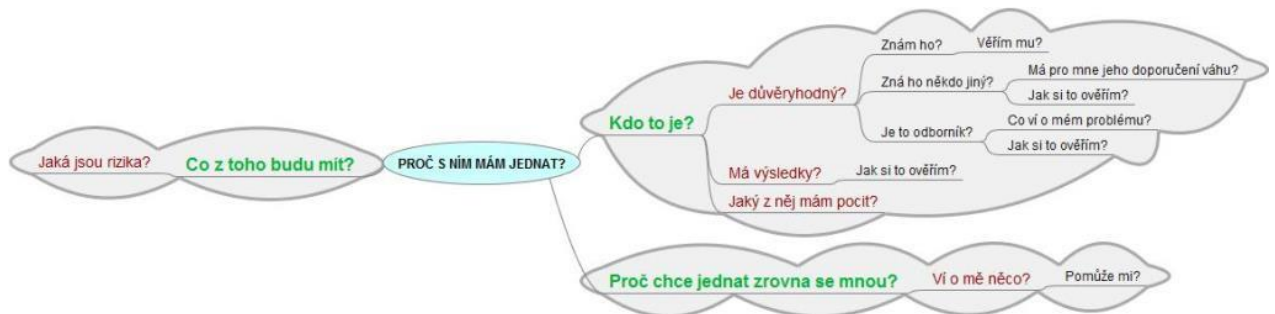 PROČ S NÍM MÁM JEDNAT?
Co z toho budu mít?
Jaká jsou rizika?
Kdo to je?
Je důvěryhodný?
Znám ho?
Věřím mu?
Zná ho někdo jiný?
Má pro mne jeho doporučení váhu?
Jak si to ověřím?
Je to odborník?
Co ví o mém problému?
Jak si to ověřím?
Má výsledky?
Jak si to ověřím?
Jaký z něj mám pocit?
Proč chce jednat zrovna se mnou?
Ví o mě něco?
Pomůže mi?